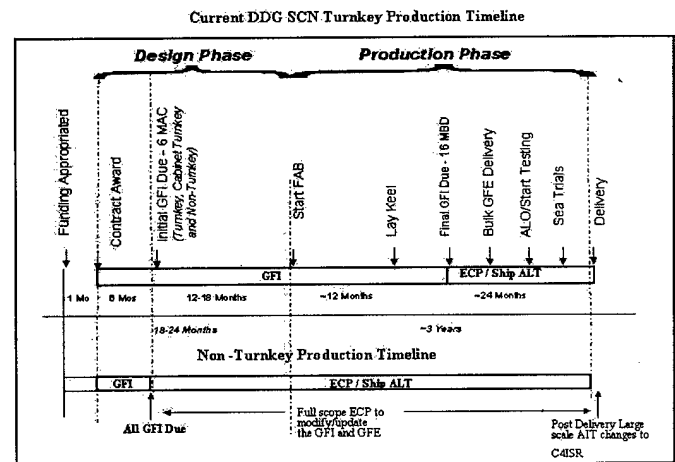 Current DDG SCN Turnkey Production Timeline
Design Phase
Production Phase
Funding Appropriated
Contract Award
Initial GFI Due - 6 MAC
(Turnkey, Cabinet Turnkey
and Non-Turnkey)
Start FAB
Lay Keel
Final GFI Due - 16 MBD
Bulk GFE Delivery
ALO/Start Testing
Sea Trials
Delivery
GFI
ECP / Ship ALT
1 Mo
6 Mos
12-18 Months
~12 Months
~24 Months
18-24 Months
~3 Years
Non -Turnkey Production Timeline
GFI
ECP / Ship ALT
All GFI Due
Full scope ECP to
modify/update
the GFI and GFE
Post Delivery Large
scale AIT changes to
C4ISR